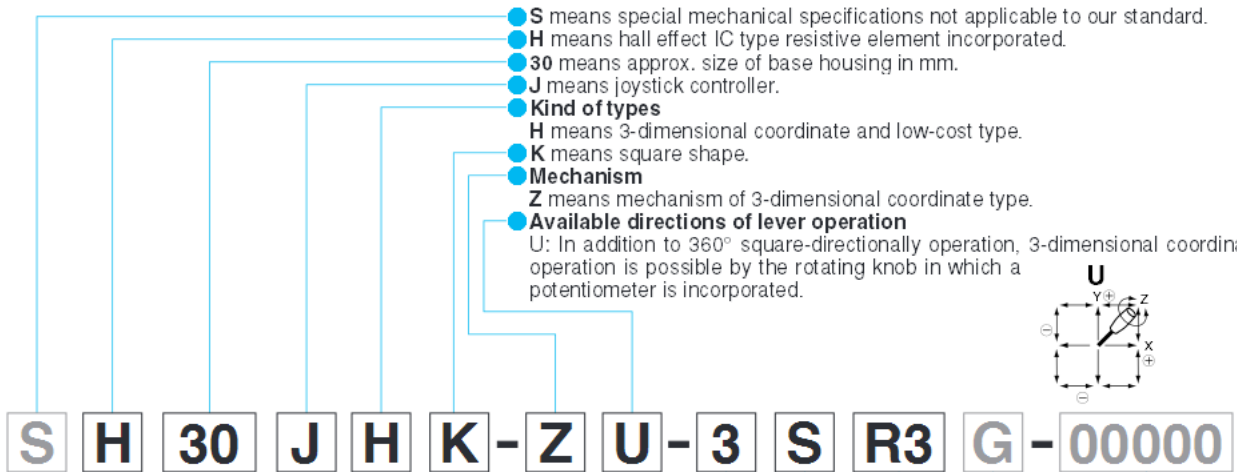 S means special mechanical specifications not applicable to our standard.
H means hall effect IC type resistive element incorporated.
30 means approx. size of base housing in mm.
J means joystick controller.
Kind of types
H means 3-dimensional coordinate and low-cost type.
K means square shape.
Mechanism
Z means mechanism of 3-dimensional coordinate type.
Available directions of lever operation
U: In addition to 360° square-directionally operation, 3-dimensional
operation is possible by the rotating knob in which a
potentiometer is incorporated.
U
Y ⊕ Z
⊖
X
⊕
⊖
S H 30 J H K - Z U - 3 S R3 G - 00000